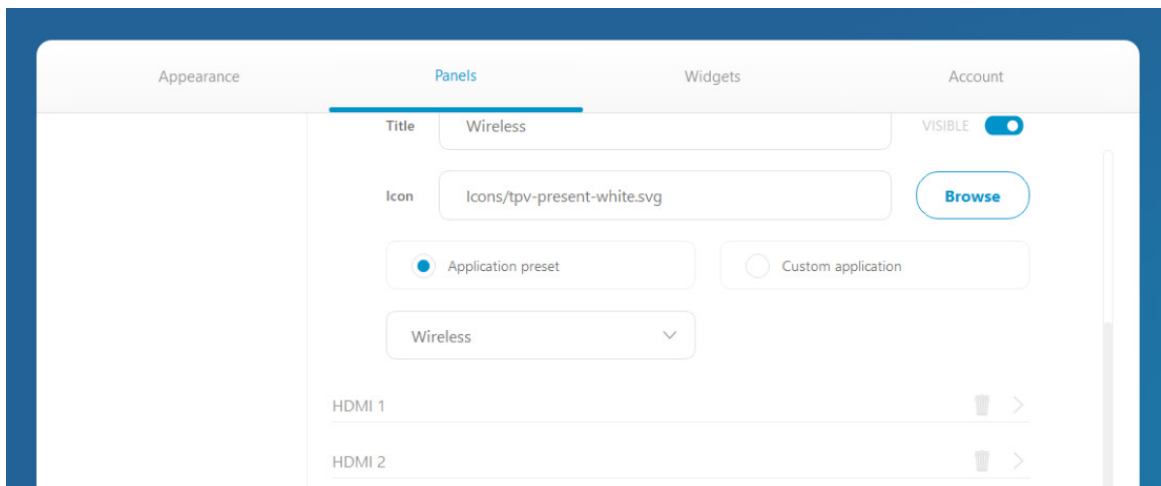 Appearance Panels Widgets Account
Title Wireless VISIBLE
Icon Icons/tpv-present-white.svg Browse
Application preset Custom application
Wireless
HDMI 1
HDMI 2